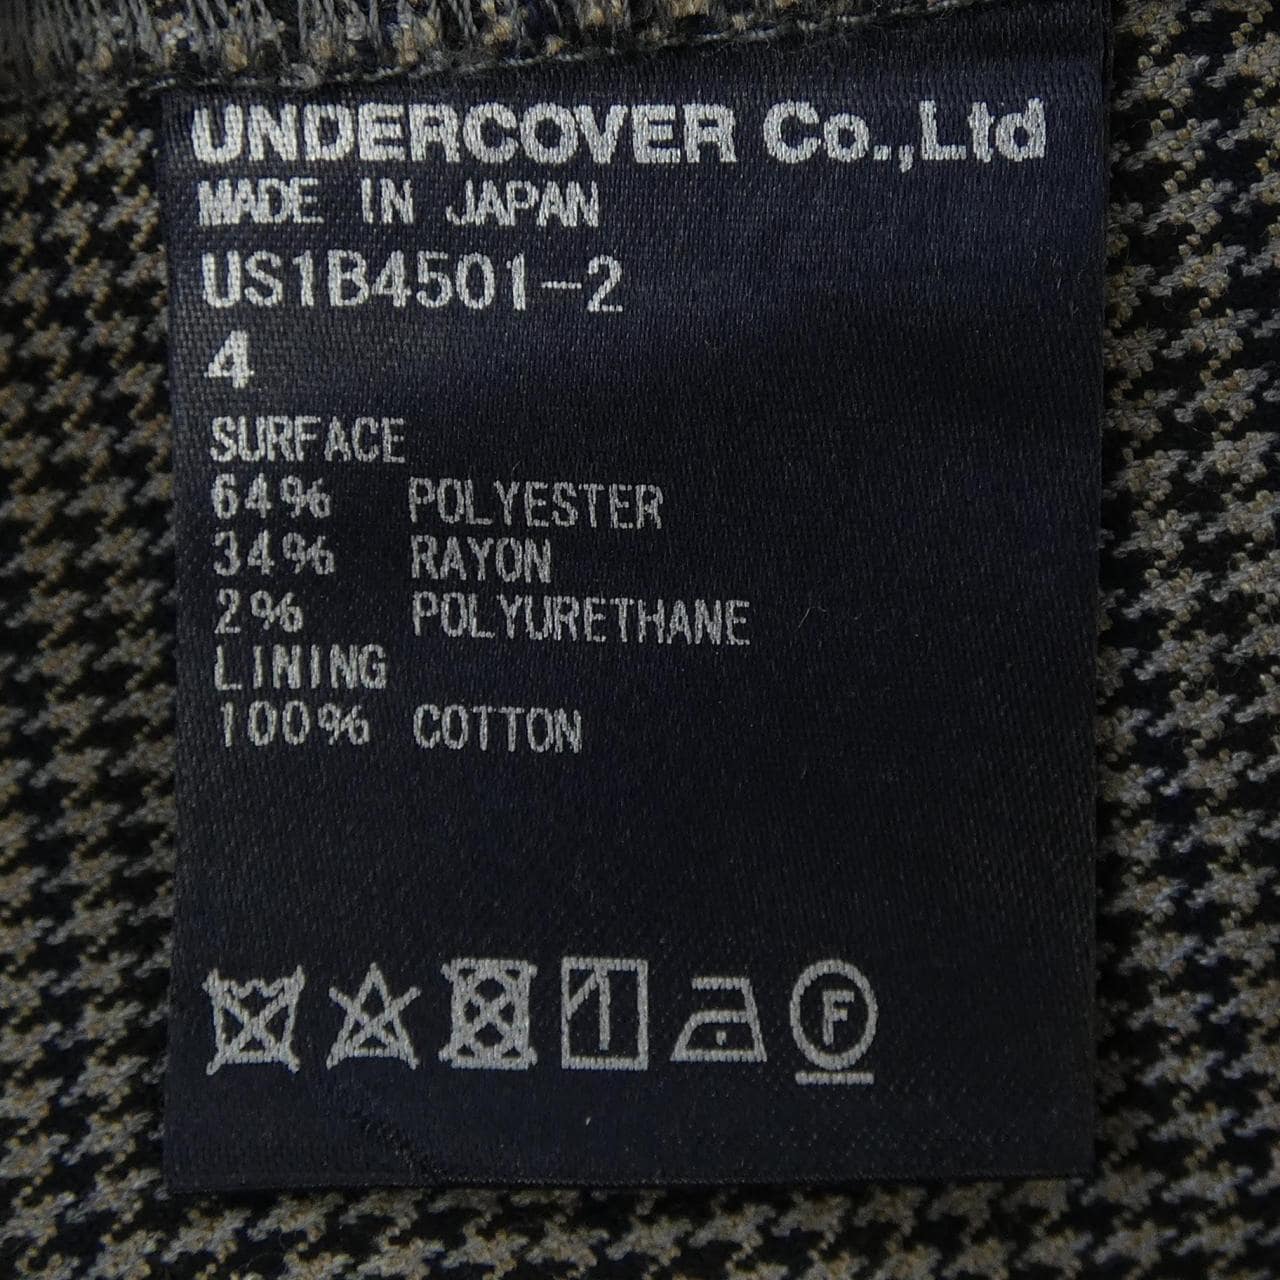 UNDERCOVER Co.,Ltd
MADE IN JAPAN
US1B4501-2
4
SURFACE
64% POLYESTER
34% RAYON
2% POLYURETHANE
LINING
100% COTTON
F